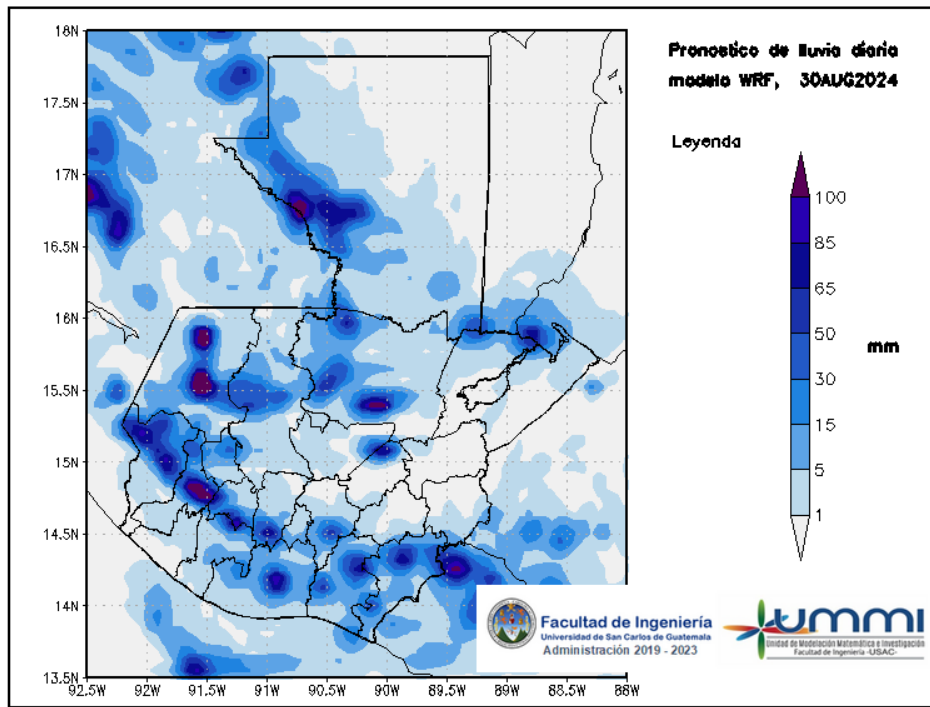 Pronostico de lluvia diaria
modelo WRF, 30AUG2024
Leyenda
100
85
65
50
30
15
5
1
mm
18N
17.5N
17N
16.5N
16N
15.5N
15N
14.5N
14N
13.5N
92.5W
92W
91.5W
91W
90.5W
90W
89.5W
89W
88.5W
88W
Facultad de Ingeniería
Universidad de San Carlos de Guatemala
Administración 2019 - 2023
UMMI
Unidad de Modelación Matemática e Investigación
Facultad de Ingeniería -USAC-